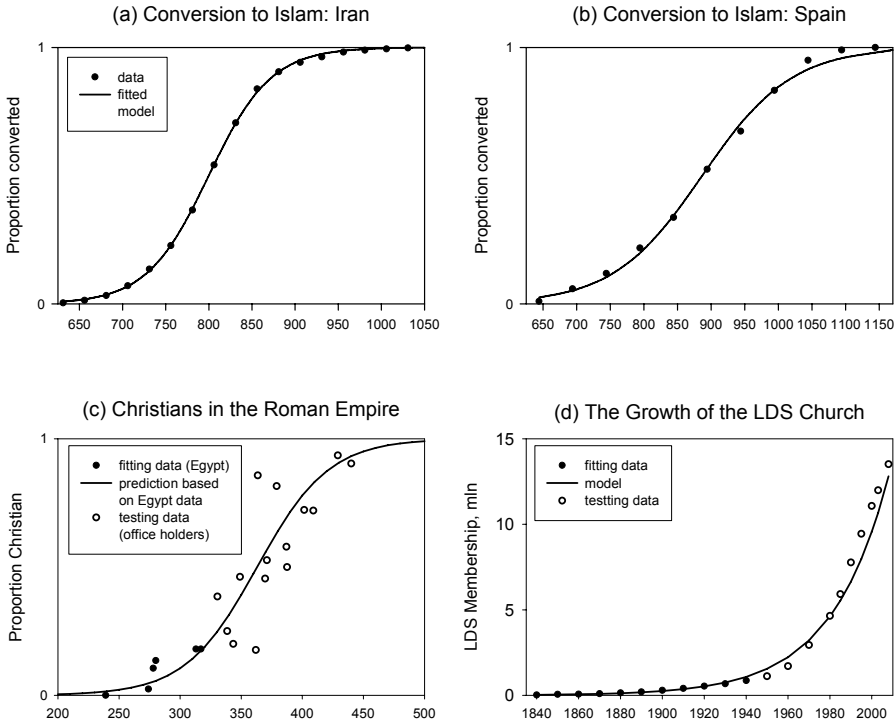 (a) Conversion to Islam: Iran
1
Proportion converted
0
data
fitted
model
650 700 750 800 850 900 950 1000 1050
(b) Conversion to Islam: Spain
1
Proportion converted
0
650 700 750 800 850 900 950 1000 1050 1100 1150
(c) Christians in the Roman Empire
1
Proportion Christian
0
fitting data (Egypt)
prediction based
on Egypt data
testing data
(office holders)
200 250 300 350 400 450 500
(d) The Growth of the LDS Church
15
10
5
0
LDS Membership, mln
fitting data
model
testting data
1840 1860 1880 1900 1920 1940 1960 1980 2000